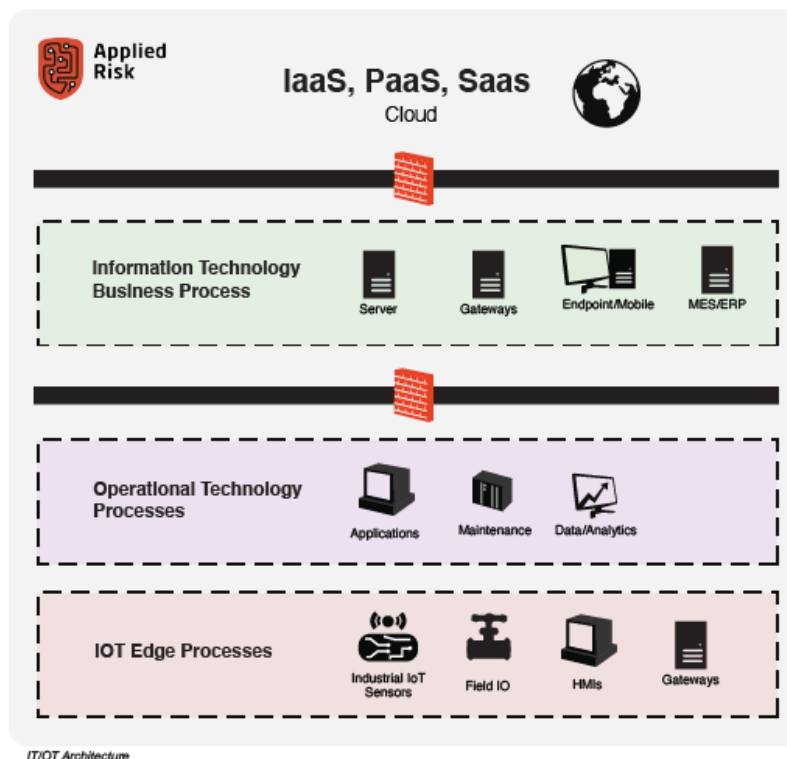 Applied
Risk
IaaS, PaaS, Saas
Cloud
Information Technology
Business Process
Server
Gateways
Endpoint/Mobile
MES/ERP
Operational Technology
Processes
Applications
Maintenance
Data/Analytics
IOT Edge Processes
Industrial IoT
Sensors
Field IO
HMIs
Gateways
IT/OT Architecture